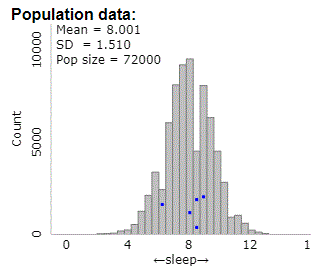 Population data:
Mean = 8.001
SD = 1.510
Pop size = 72000
10000
Count
5000
0
0 4 8 12 1
←sleep→